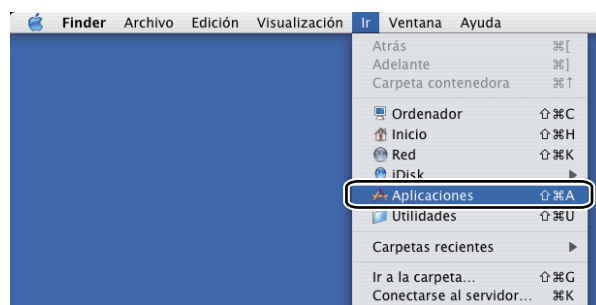 Finder Archivo Edición Visualización Ir Ventana Ayuda
Atrás ⌘[
Adelante ⌘]
Carpeta contenedora ⌘↑
Ordenador ⇧⌘C
Inicio ⇧⌘H
Red ⇧⌘K
iDisk
Aplicaciones ⇧⌘A
Utilidades ⇧⌘U
Carpetas recientes
Ir a la carpeta... ⇧⌘G
Conectarse al servidor... ⌘K